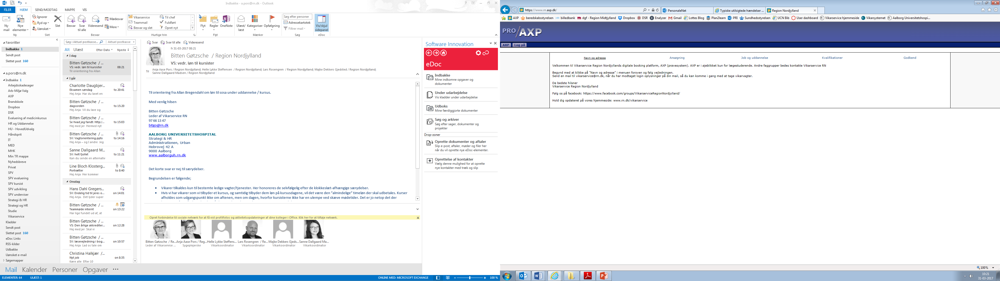 Indbakke - a.pors@rn.dk - Outlook
FILER HJEM SEND/MODTAG MAPPE VIS
Ny mail
Nye elementer
Ignorer
Ryd op
Uønsket
Slet
Besvar
Svar til alle
Videresend
Mødesvar
Mere
Vikarservice
Teammail
Besvar og slet
Til chef
Fuldført
Opret nyt
Flyt
Regler
OneNote
Ulæst/læst
Kategoriser
Opfølgning
Søg efter personer
Adressekartotek
Filtrer mail
Vis/skjul sidepanel
Ny Slet Besvar Hurtige trin Flyt Mærker Søg eDoc
Favoritter
Indbakke 1
Sendt post
Slettet post 160
a.pors@rn.dk
Indbakke 1
Arbejdsskadesager
Arb-Miljø Valg
AXP
Brandskole
Dropbox
DSR
Evaluering af medicinkursus
HR og Uddannelse
HU - HovedUdvalg
Håndsprit
IT
MED
MHK
Min TR mappe
Nyhedsbreve
Privat
SPV
SPV evaluering
SPV kursist
SPV udvikling
SPV underviser
Strategi & HR
Strategi og HR
Studie
Vikarservice
Kladder
Sendt post
Slettet post 160
eDoc Links
RSS-kilder
Udbakke
Uønsket e-mail
Søgemapper
Søg i Aktuel postkasse... Aktuel postkasse
Alt Ulæst Efter Dato Nyeste
I dag
Bitten Gøtzsche / ...
VS: vedr. løn til kursister 08:21
Til orientering fra Allan
I går
Charlotte Daugbjer...
Eksamen søndag to 20:41
Hej Anja Har du lavet en
Bitten Gøtzsche / ...
dagsorden to 15:20
Hej Anja Vil du lave og
Bitten Gøtzsche / ...
Se hvad jeg fandt: http:/... to 15:03
Hej med jer Hermed nyt
Bitten Gøtzsche / ...
SV: Vagtorientering.pptx to 14:16
Hej Anja – og I andre Jeg
Sanne Dallgaard M...
SV: helt fjollet to 11:21
Kan du sende en alternativ
Line Bloch Klosterg...
Portrætter to 8:40
Hej Anja Her kommer
Onsdag
Hans Dahl Gregers...
SV: Endelig tid til jeres o... on 14:01
Hej Anja. Det lyder super
Bitten Gøtzsche / ...
Teammøde internt on 13:22
Har lige fundet ud af, at
Bitten Gøtzsche / ...
VS: Den årlige akkrediter... on 12:28
Hej med jer Skal vi
Bitten Gøtzsche / ...
SV: læsevejledning i bog... on 10:57
Hej Anja Lad os tale om
Christina Halkjær /...
Nyt job on 8:35
Kære alle Efter 10
Svar Svar til alle Videresend
fr 31-03-2017 08:21
Bitten Gøtzsche / Region Nordjylland
VS: vedr. løn til kursister
Til Anja Aase Pors / Region Nordjylland; Helle Lykke Steffensen / Region Nordjylland; Lars Rosengren / Region Nordjylland; Majke Dekkers Gjedsted / Region Nordjylland;
Sanne Dallgaard Madsen / Region Nordjylland
Til orientering fra Allan Bregendahl om løn til sosa under uddannelse / kursus.
Med venlig hilsen
Bitten Gøtzsche
Leder af Vikarservice RN
97 66 13 47
bitgo@rn.dk
AALBORG UNIVERSITETSHOSPITAL
Strategi & HR
Administrationen, Urban
Hobrovej 42 A
9000 Aalborg
www.aalborguh.rn.dk
Det korte svar er nej til særydelser.
Begrundelsen er følgende;
• Vikarer tilkaldes kun til bestemte ledige vagter/tjenester. Her honoreres de selvfølgelig efter de klokkeslæt-afhængige særydelser.
• Hvis vi har vikarer som vi tilbyder et kursus, og samtidig tilbyder dem løn på kursusdagene, vil det være den ”almindelige” timeløn der skal udbetales. Kurser
afholdes som udgangspunkt ikke om aftenen, men om dagen, hvorfor kursisterne ikke har en ulempe ved skæve mødetider. Det er jo netop det der
Opret forbindelse til sociale netværk for at få vist profilfotos og aktivitetsopdateringer af dine kolleger i Office. Klik her for at tilføje netværk.
Bitten Gøtzsche / Re... Anja Aase Pors / Reg... Helle Lykke Steffens... Lars Rosengren / Re... Majke Dekkers Gjeds... Sanne Dallgaard Ma...
Leder af Vikarservice ... Sygeplejerske Vikarkoordinator Vikarkoordinator Vikarkoordinator Vikarkoordinator
Software Innovation
eDoc
Indbakke
Mine indkomne opgaver og
dokumenter
Under udarbejdelse
Vis kladder under udarbejdelse
Udboks
Mine færdiggjorte dokumenter
Søg og arkiver
Søg efter sager, dokumenter og
projekter
Drop-zoner
Oprette dokumenter og aftaler
Slip e-post, aftaler, møder og filer her
når du vil oprette nye eDoc-elementer.
Oprettelse af kontakter
Vælg denne mulighed for at oprette
nye kontakter med træk og slip
Mail Kalender Personer Opgaver ...
ELEMENTER: 64 ULÆST: 1 ONLINE MED: MICROSOFT EXCHANGE 100 %
https://www.rn.axp.dk/
PersonaleNet
Typiske utilsigtede hændelser ...
Region Nordjylland
AXP beredskabsstyrelsen billedbank dgf - Region Midtjylland Dropbox DSR Enalyzer Gmail Lottes Blog Plan2learn PRI Sundhedsstyrelsen UCN Bib User dashboard Vikarservice hjemmeside Vikarsystemet Aalborg Universitetshospi...
PRO/AXP
AXP Log på
Navn og adresse Ansøgning Job og uddannelse Kvalifikationer Godkend
Velkommen til Vikarservice Region Nordjyllands digitale booking platform, AXP (prøvesystem). AXP er i øjeblikket kun for lægestuderende. Andre faggrupper bedes kontakte Vikarservice RN
Begynd med at klikke på ”Navn og adresse” i menuen foroven og følg vejledningen.
Send en mail til vikarservice@rn.dk, når du har modtaget login oplysninger på din mail, så du kan komme i gang med at tage vikarvagter.
De bedste hilsner
Vikarservice Region Nordjylland
Følg os på facebook: https://www.facebook.com/groups/VikarserviceRegionNordjylland/
Hold dig opdateret på vores hjemmeside: www.rn.dk/vikarservice
100%
10:21
31-03-2017